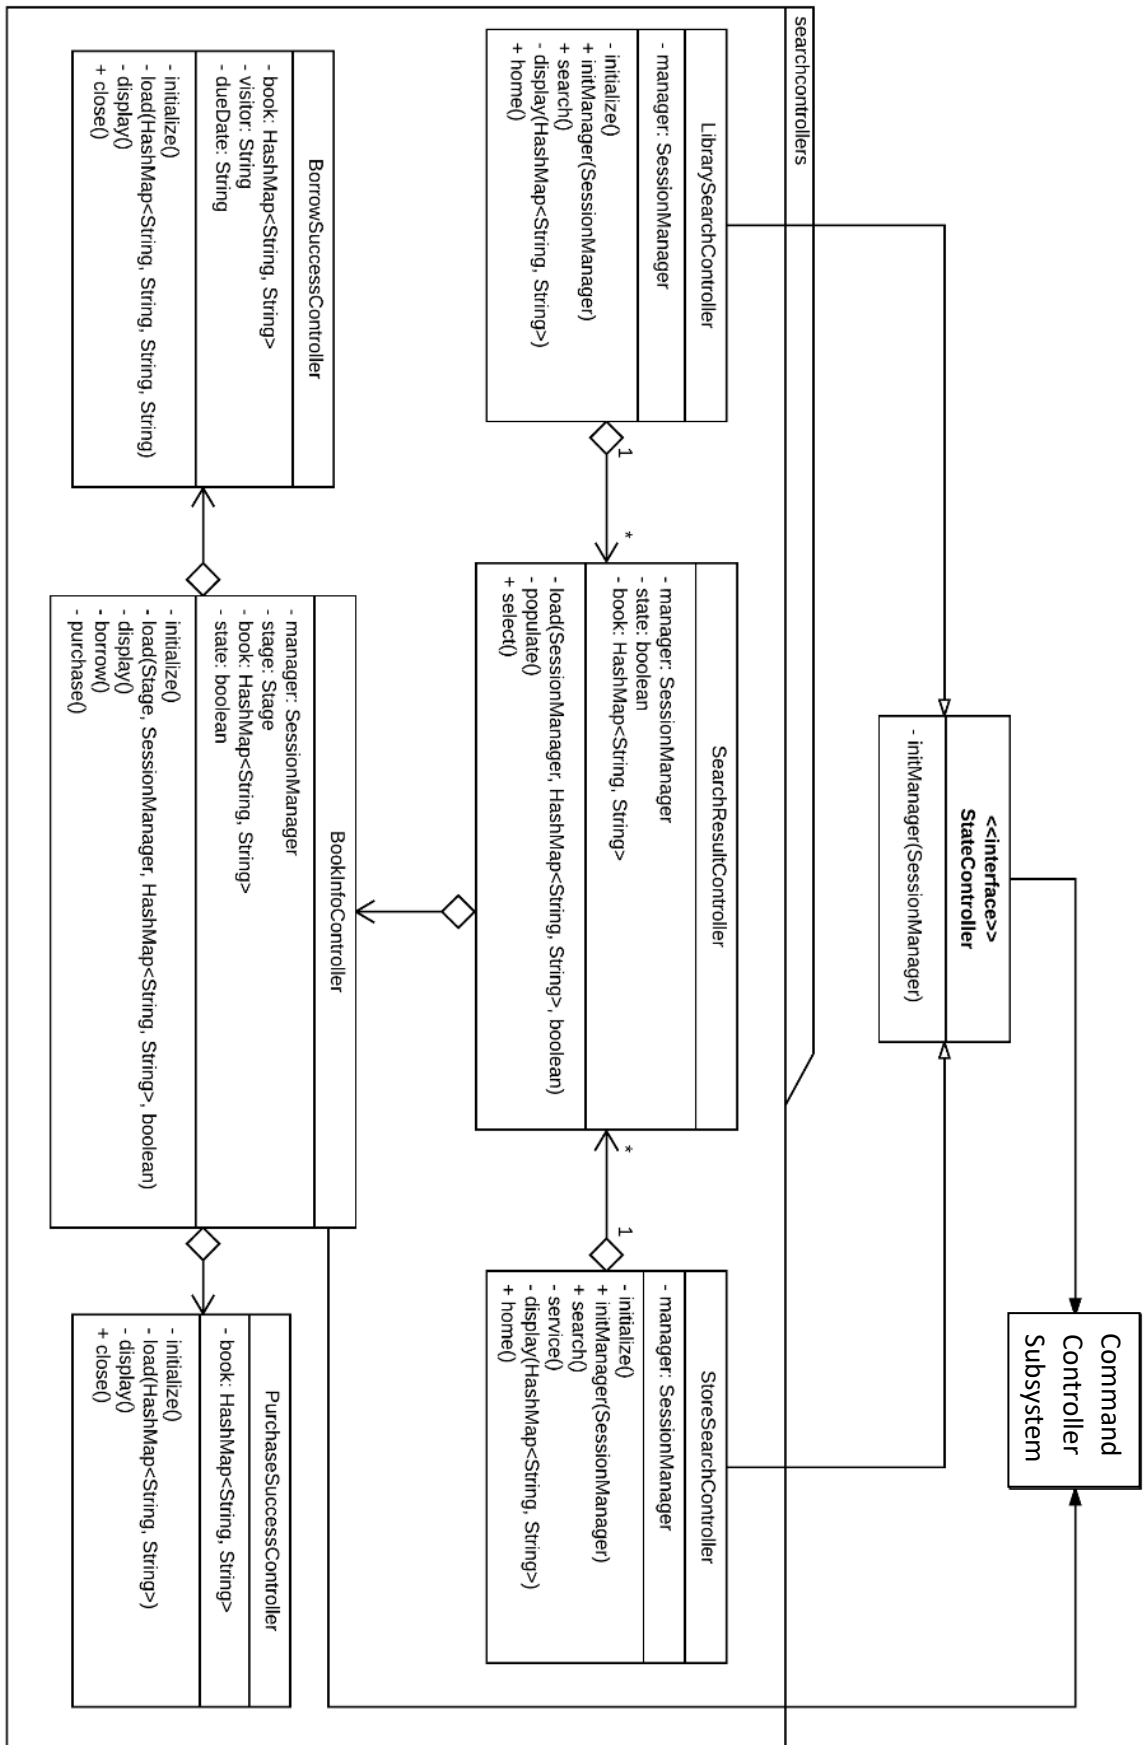 searchcontrollers
<<interface>>
StateController
- initManager(SessionManager)
Command
Controller
Subsystem
LibrarySearchController
- manager: SessionManager
- initialize()
+ initManager(SessionManager)
+ search()
- display(HashMap<String, String>)
+ home()
1
*
SearchResultController
- manager: SessionManager
- state: boolean
- book: HashMap<String, String>
- load(SessionManager, HashMap<String, String>, boolean)
- populate()
+ select()
*
1
StoreSearchController
- manager: SessionManager
- initialize()
+ initManager(SessionManager)
+ search()
- service()
- display(HashMap<String, String>)
+ home()
BorrowSuccessController
- book: HashMap<String, String>
- visitor: String
- dueDate: String
- initialize()
- load(HashMap<String, String, String, String)
- display()
+ close()
BookInfoController
- manager: SessionManager
- stage: Stage
- book: HashMap<String, String>
- state: boolean
- initialize()
- load(Stage, SessionManager, HashMap<String, String>, boolean)
- display()
- borrow()
- purchase()
PurchaseSuccessController
- book: HashMap<String, String>
- initialize()
- load(HashMap<String, String>)
- display()
+ close()